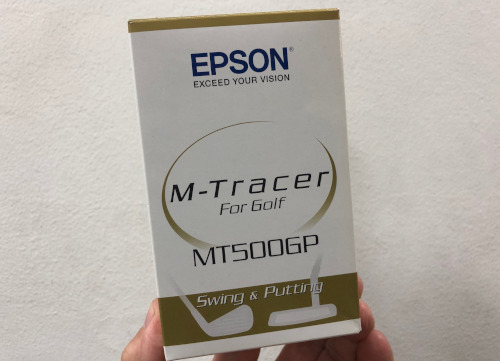 EPSON®
EXCEED YOUR VISION
M-Tracer
For Golf
MT500GP
Swing & Putting